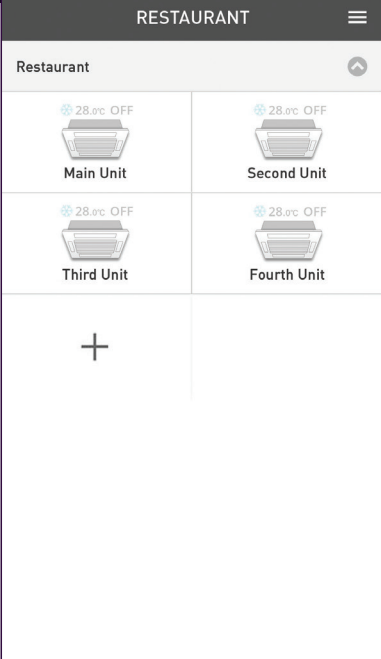 RESTAURANT
Restaurant
28.0°C OFF
28.0°C OFF
Main Unit
Second Unit
28.0°C OFF
28.0°C OFF
Third Unit
Fourth Unit